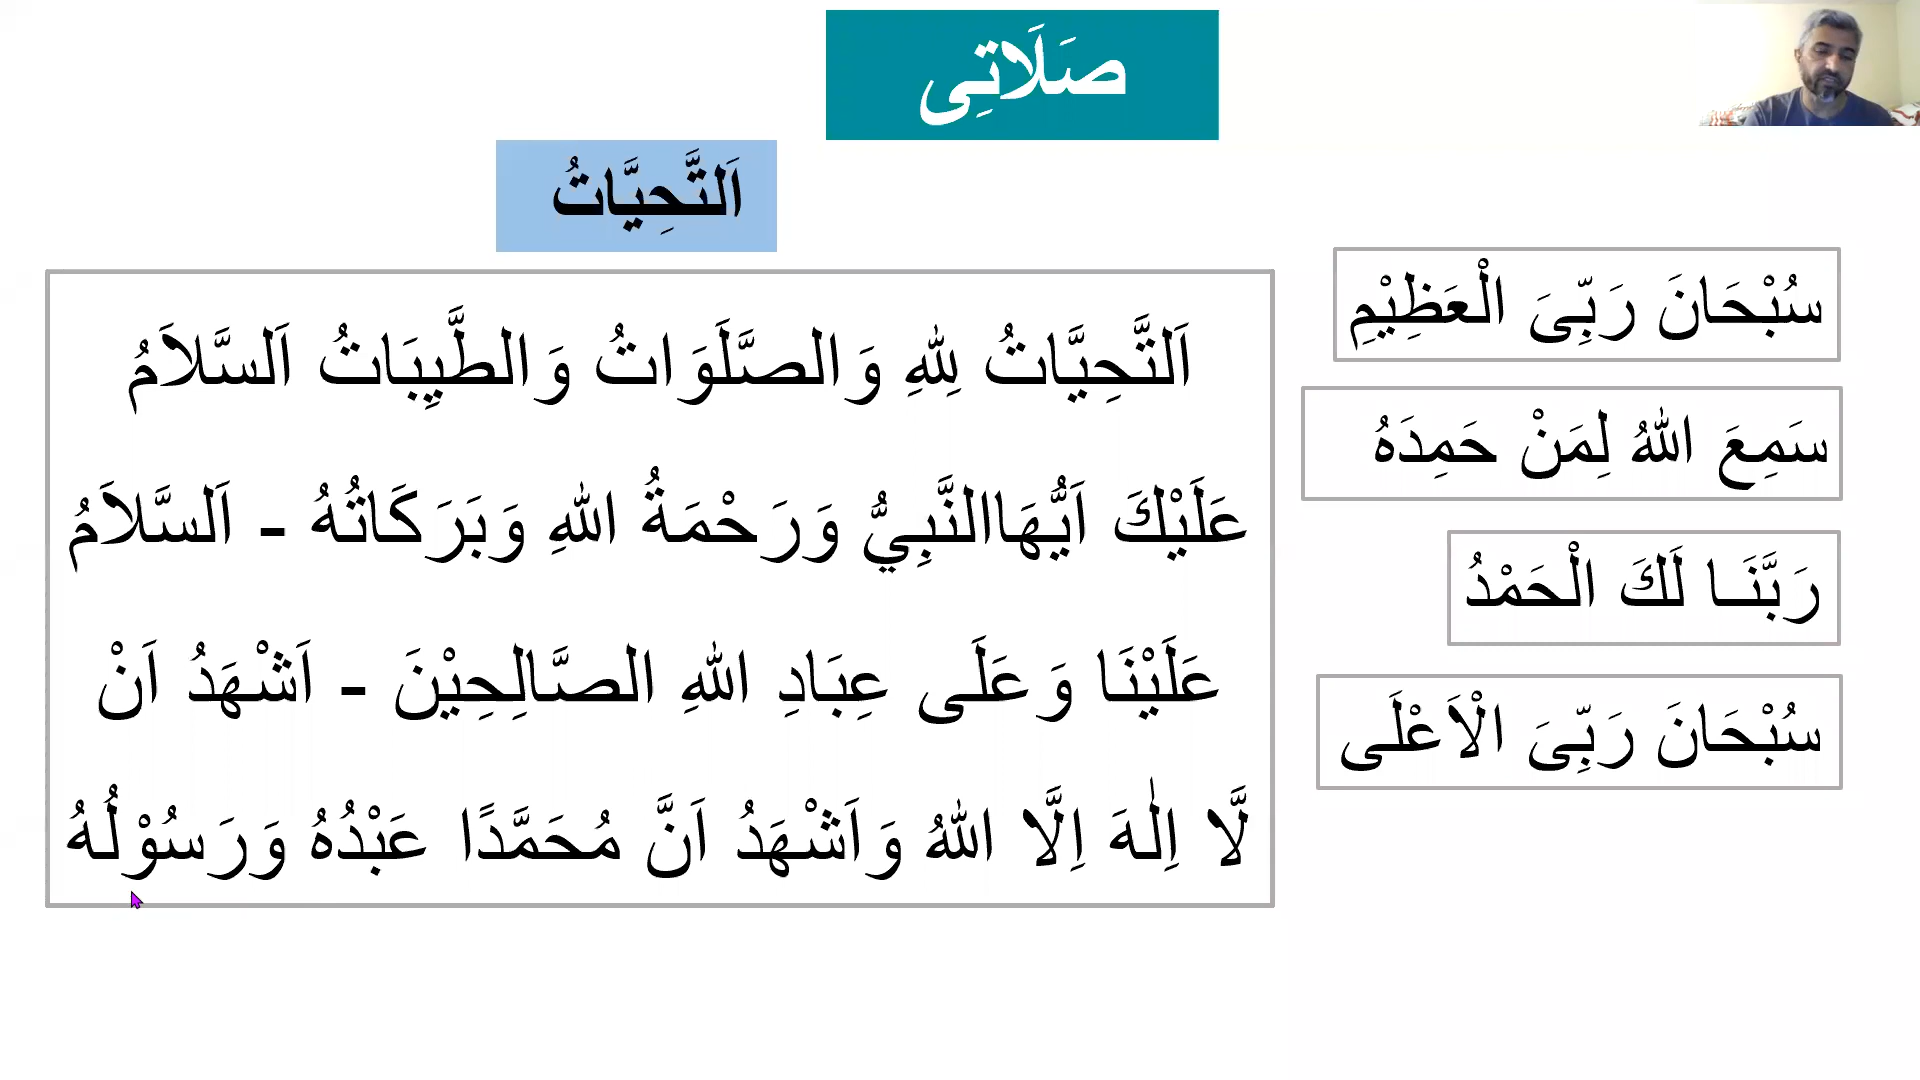 صَلَاتِى
اَلتَّحِيَّاتُ
اَلتَّحِيَّاتُ لِلّٰهِ وَالصَّلَوَاتُ وَالطَّيِبَاتُ اَلسَّلاَمُ
عَلَيْكَ اَيُّهَاالنَّبِيُّ وَرَحْمَةُ اللهِ وَبَرَكَاتُهُ - اَلسَّلاَمُ
عَلَيْنَا وَعَلَى عِبَادِ اللهِ الصَّالِحِيْنَ - اَشْهَدُ اَنْ
لَّا اِلٰهَ اِلَّا اللهُ وَاَشْهَدُ اَنَّ مُحَمَّدًا عَبْدُهُ وَرَسُوْلُهُ
سُبْحَانَ رَبِّىَ الْعَظِيْمِ
سَمِعَ اللهُ لِمَنْ حَمِدَهُ
رَبَّنَـا لَكَ الْحَمْدُ
سُبْحَانَ رَبِّىَ الْاَعْلَى